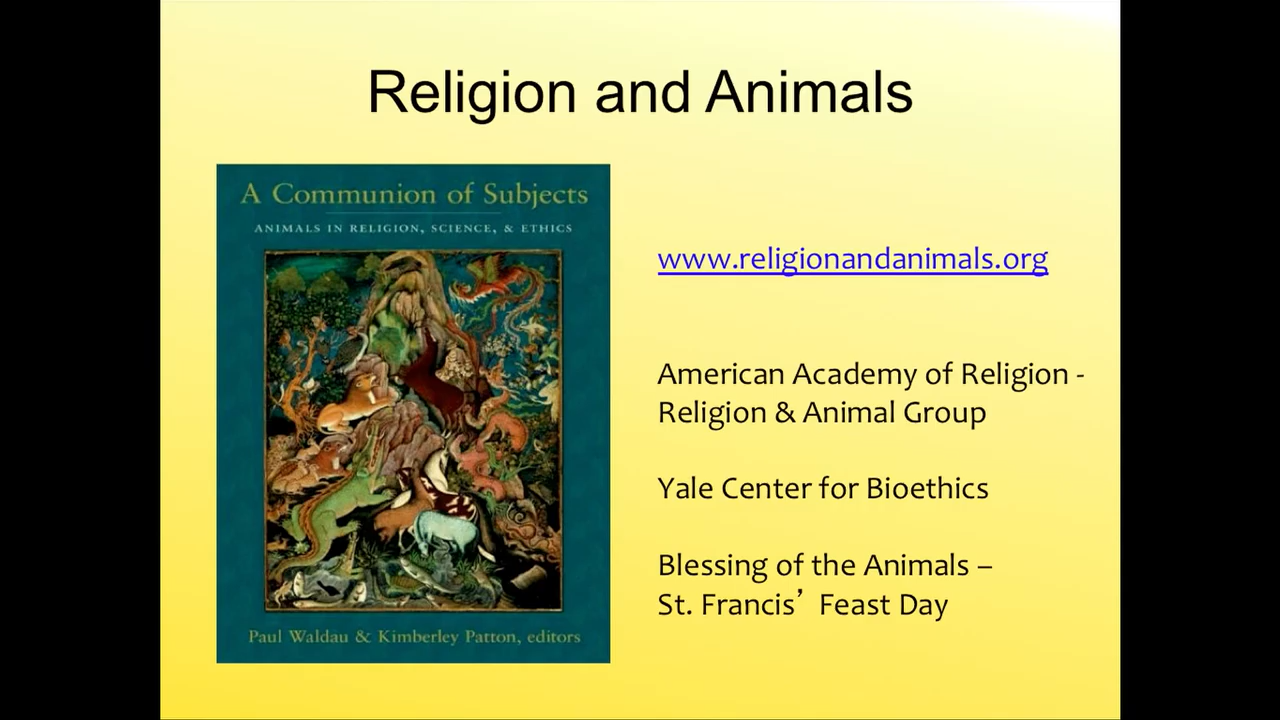 Religion and Animals
A Communion of Subjects
ANIMALS IN RELIGION, SCIENCE, & ETHICS
Paul Waldau & Kimberley Patton, editors
www.religionandanimals.org
American Academy of Religion -
Religion & Animal Group
Yale Center for Bioethics
Blessing of the Animals –
St. Francis’ Feast Day